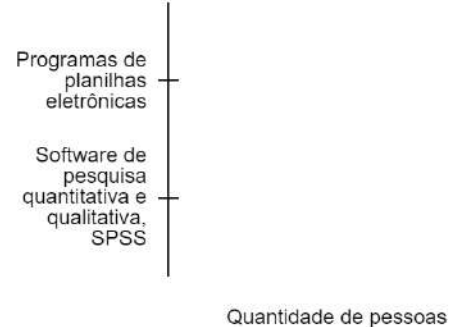 Programas de
planilhas
eletrônicas
Software de
pesquisa
quantitativa e
qualitativa,
SPSS
Quantidade de pessoas